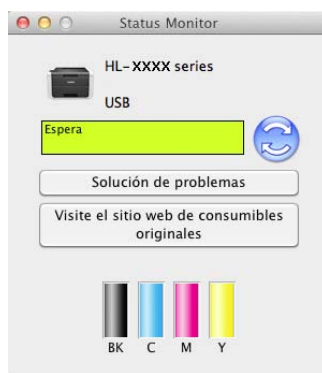 Status Monitor
HL-XXXX series
USB
Espera
Solución de problemas
Visite el sitio web de consumibles
originales
BK C M Y